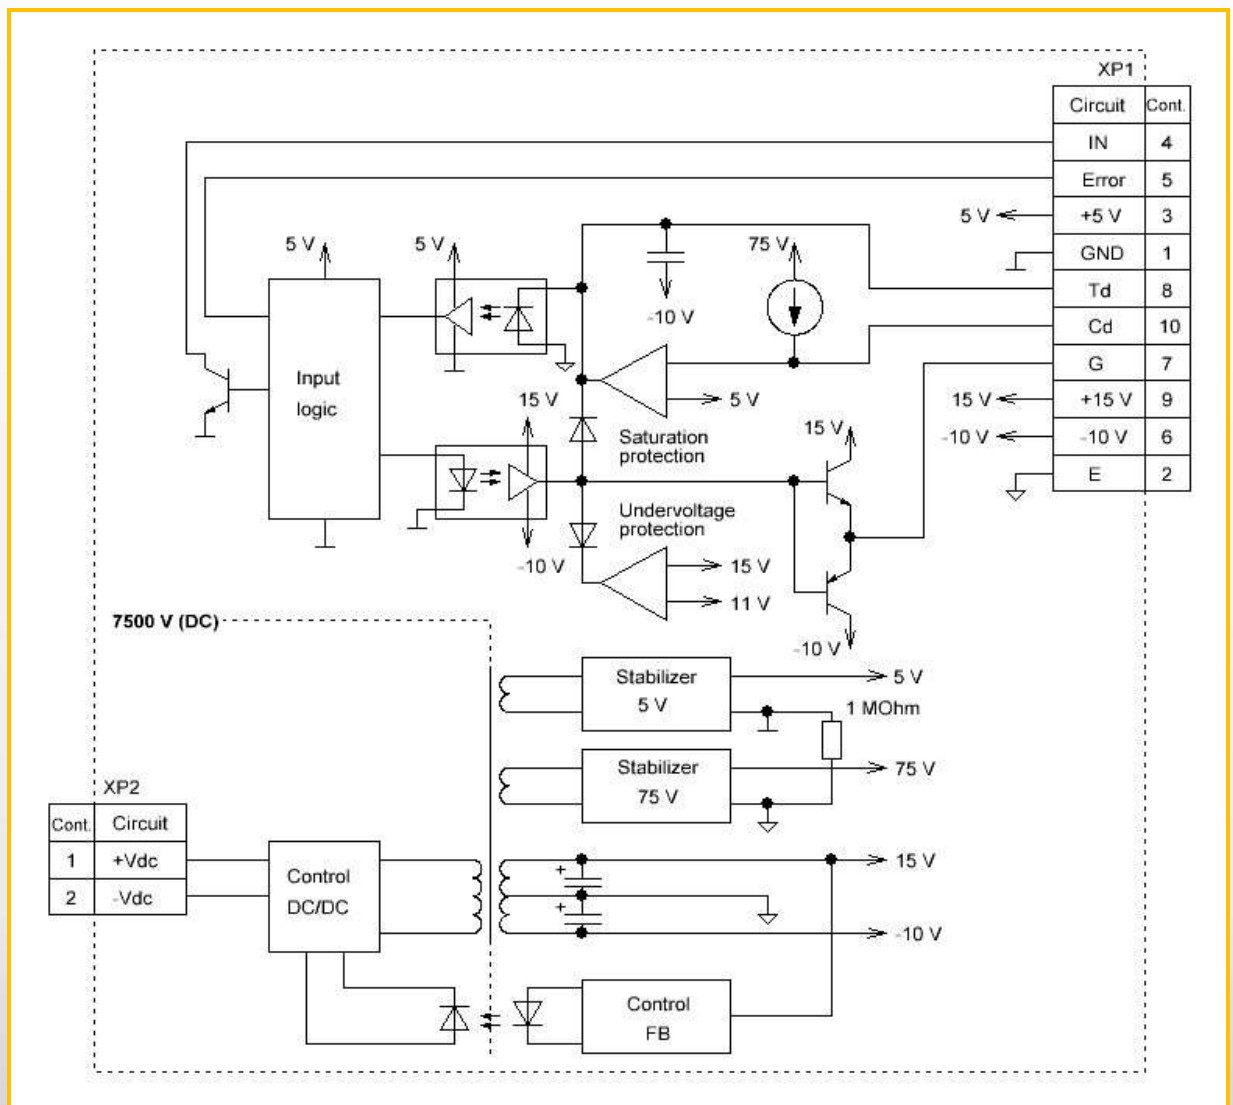 XP1
Circuit Cont.
IN 4
Error 5
5 V +5 V 3
GND 1
Td 8
Cd 10
G 7
15 V +15 V 9
-10 V -10 V 6
E 2
5 V
5 V
75 V
-10 V
Input
logic
15 V
5 V
Saturation
protection
15 V
Undervoltage
protection
-10 V
15 V
11 V
-10 V
7500 V (DC)
Stabilizer
5 V
5 V
1 MOhm
Stabilizer
75 V
75 V
XP2
Cont. Circuit
1 +Vdc
2 -Vdc
Control
DC/DC
+
+
15 V
-10 V
Control
FB